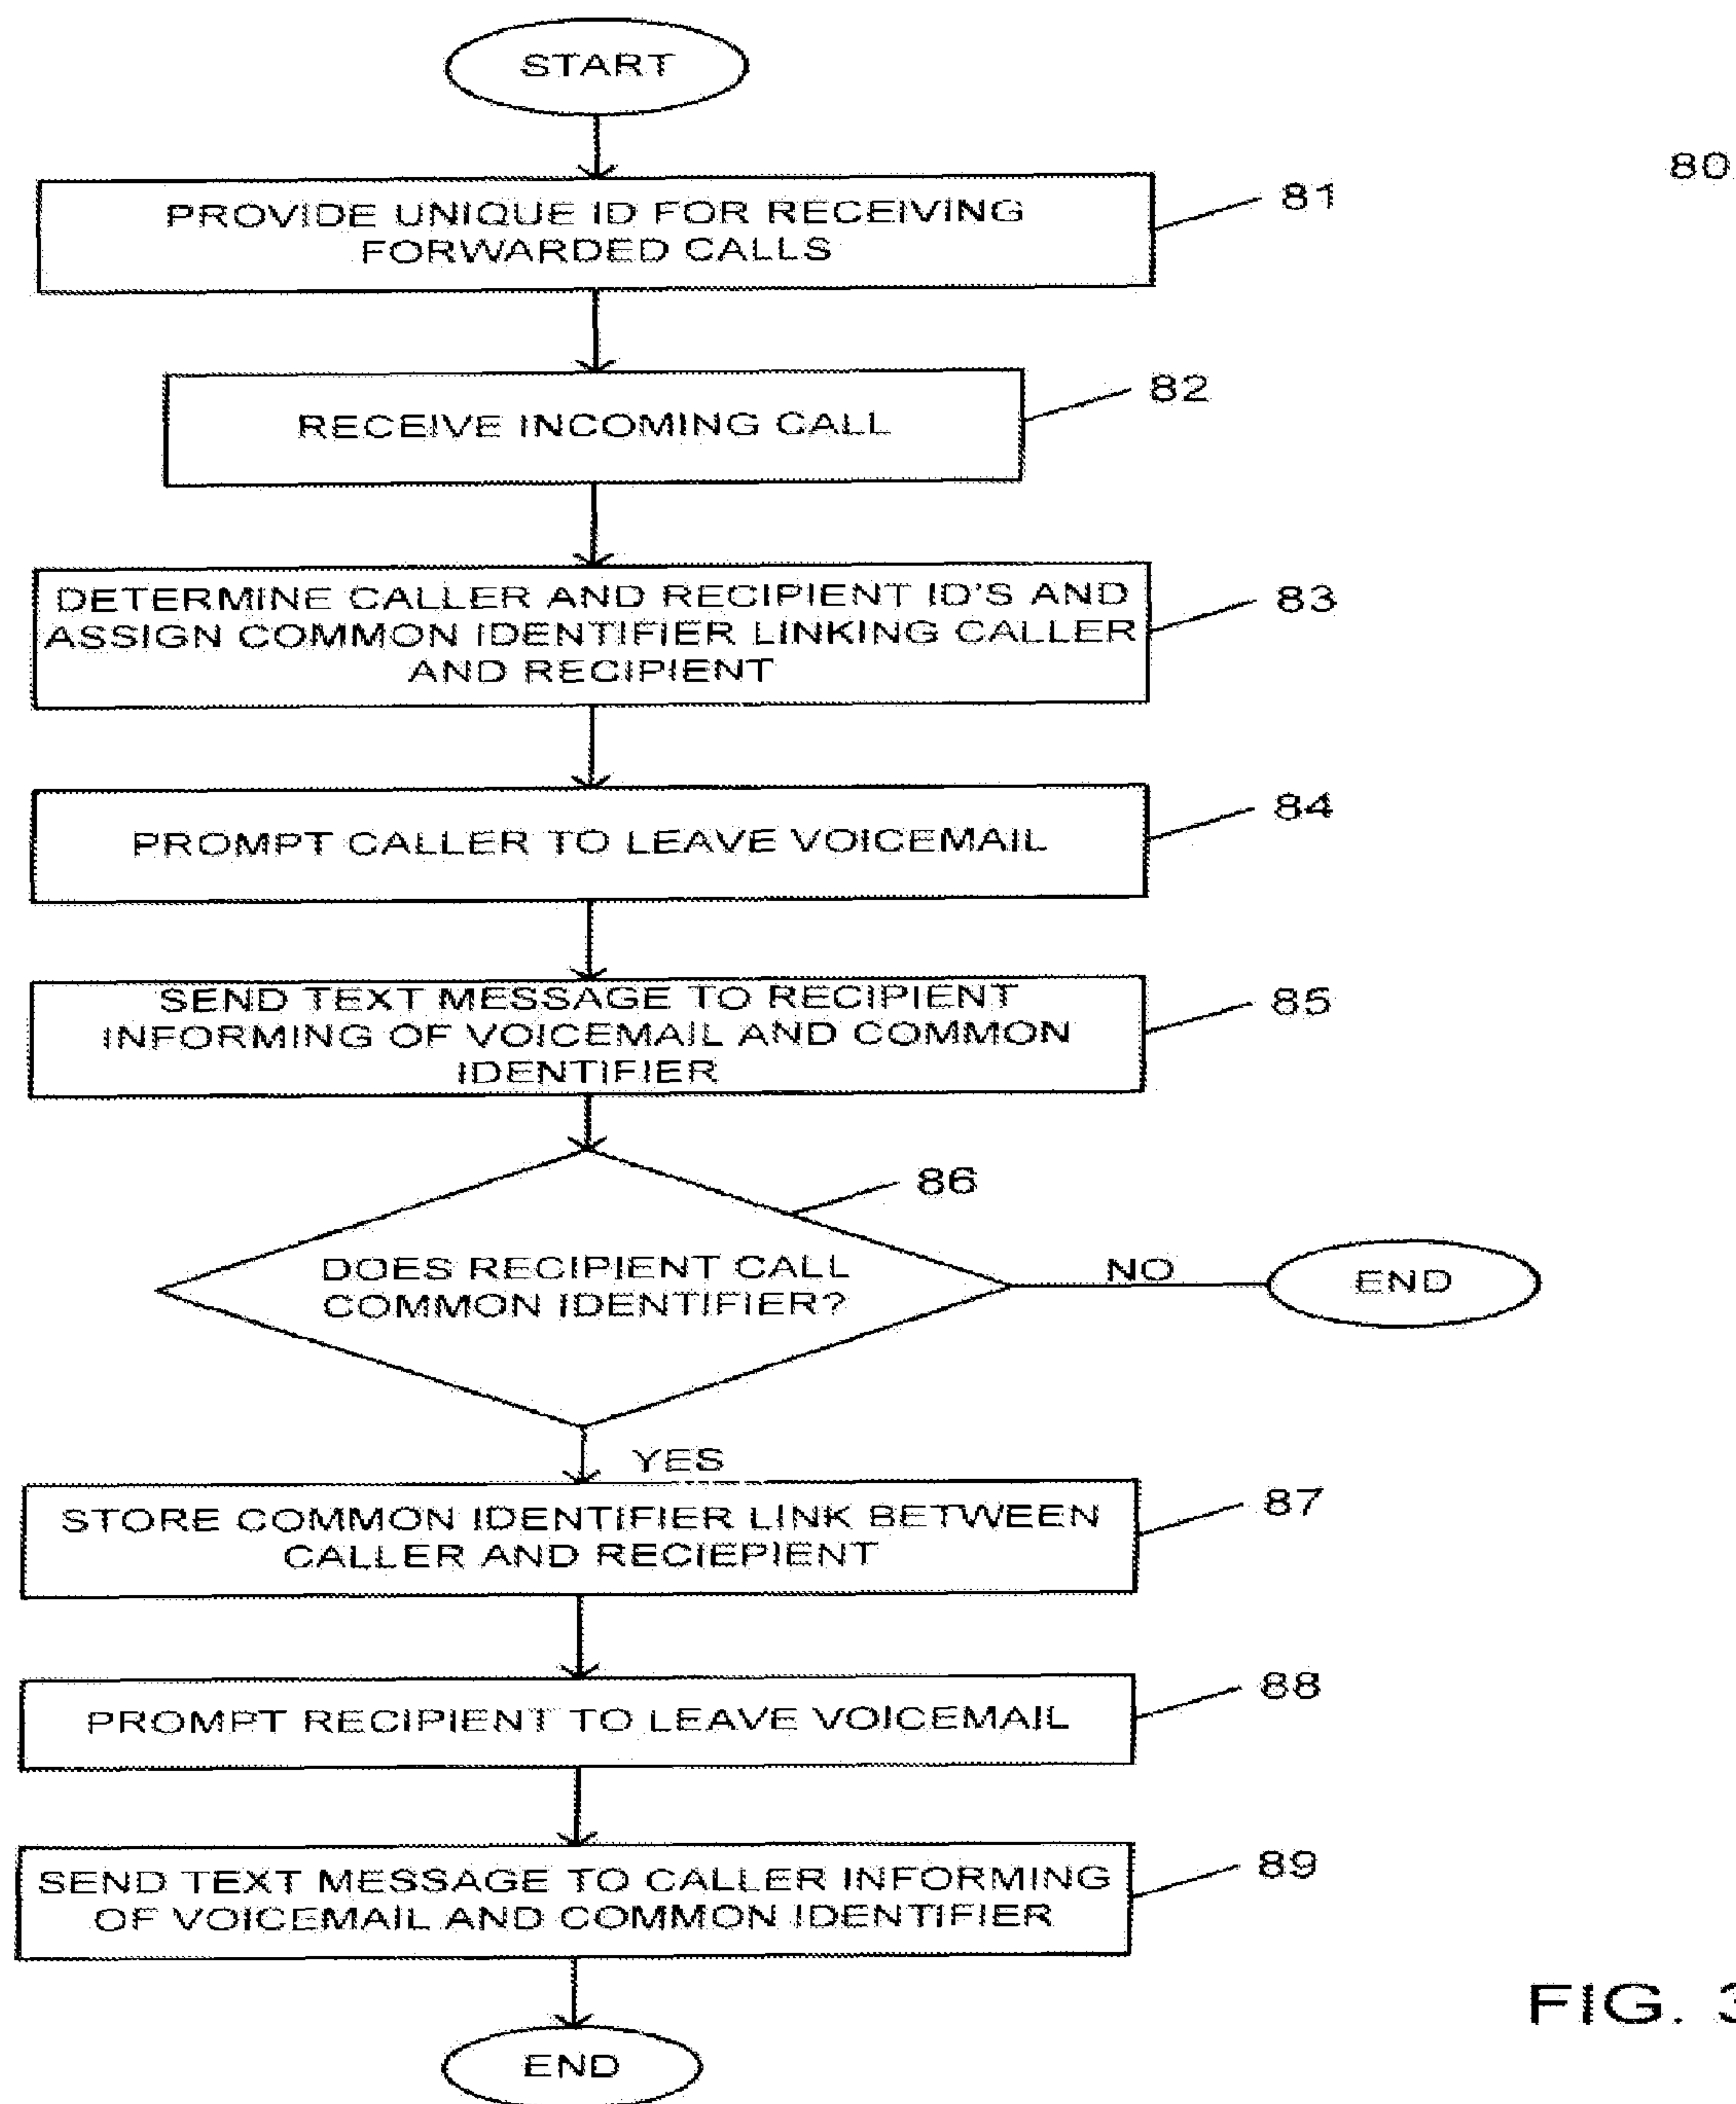 START
80
PROVIDE UNIQUE ID FOR RECEIVING
FORWARDED CALLS
81
RECEIVE INCOMING CALL
82
DETERMINE CALLER AND RECIPIENT ID'S AND
ASSIGN COMMON IDENTIFIER LINKING CALLER
AND RECIPIENT
83
PROMPT CALLER TO LEAVE VOICEMAIL
84
SEND TEXT MESSAGE TO RECIPIENT
INFORMING OF VOICEMAIL AND COMMON
IDENTIFIER
85
86
DOES RECIPIENT CALL
COMMON IDENTIFIER?
NO
END
YES
STORE COMMON IDENTIFIER LINK BETWEEN
CALLER AND RECIEPIENT
87
PROMPT RECIPIENT TO LEAVE VOICEMAIL
88
SEND TEXT MESSAGE TO CALLER INFORMING
OF VOICEMAIL AND COMMON IDENTIFIER
89
END
FIG. 3